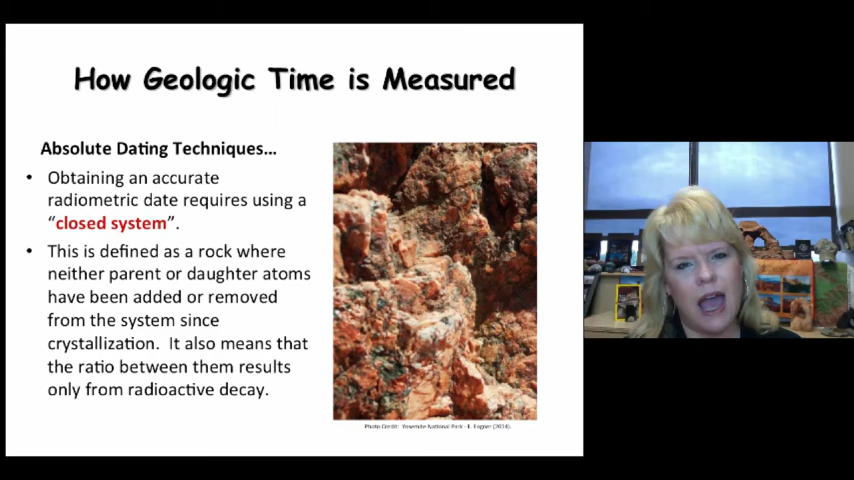 How Geologic Time is Measured
Absolute Dating Techniques…
• Obtaining an accurate
radiometric date requires using a
“closed system”.
• This is defined as a rock where
neither parent or daughter atoms
have been added or removed
from the system since
crystallization.  It also means that
the ratio between them results
only from radioactive decay.
Photo Credit: Yosemite National Park - E. Eogner (2014).